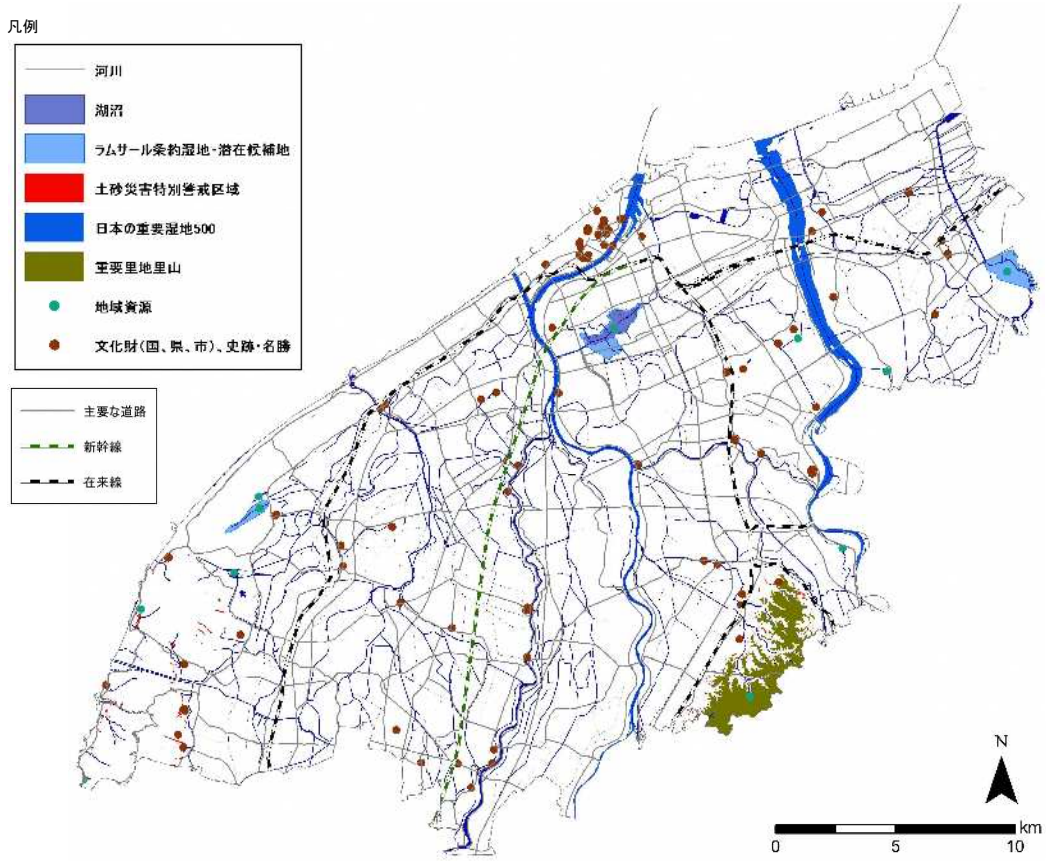 凡例
河川
湖沼
ラムサール条約湿地・潜在候補地
土砂災害特別警戒区域
日本の重要湿地500
重要里地里山
地域資源
文化財(国、県、市)、史跡・名勝
主要な道路
新幹線
在来線
N
km
0 5 10